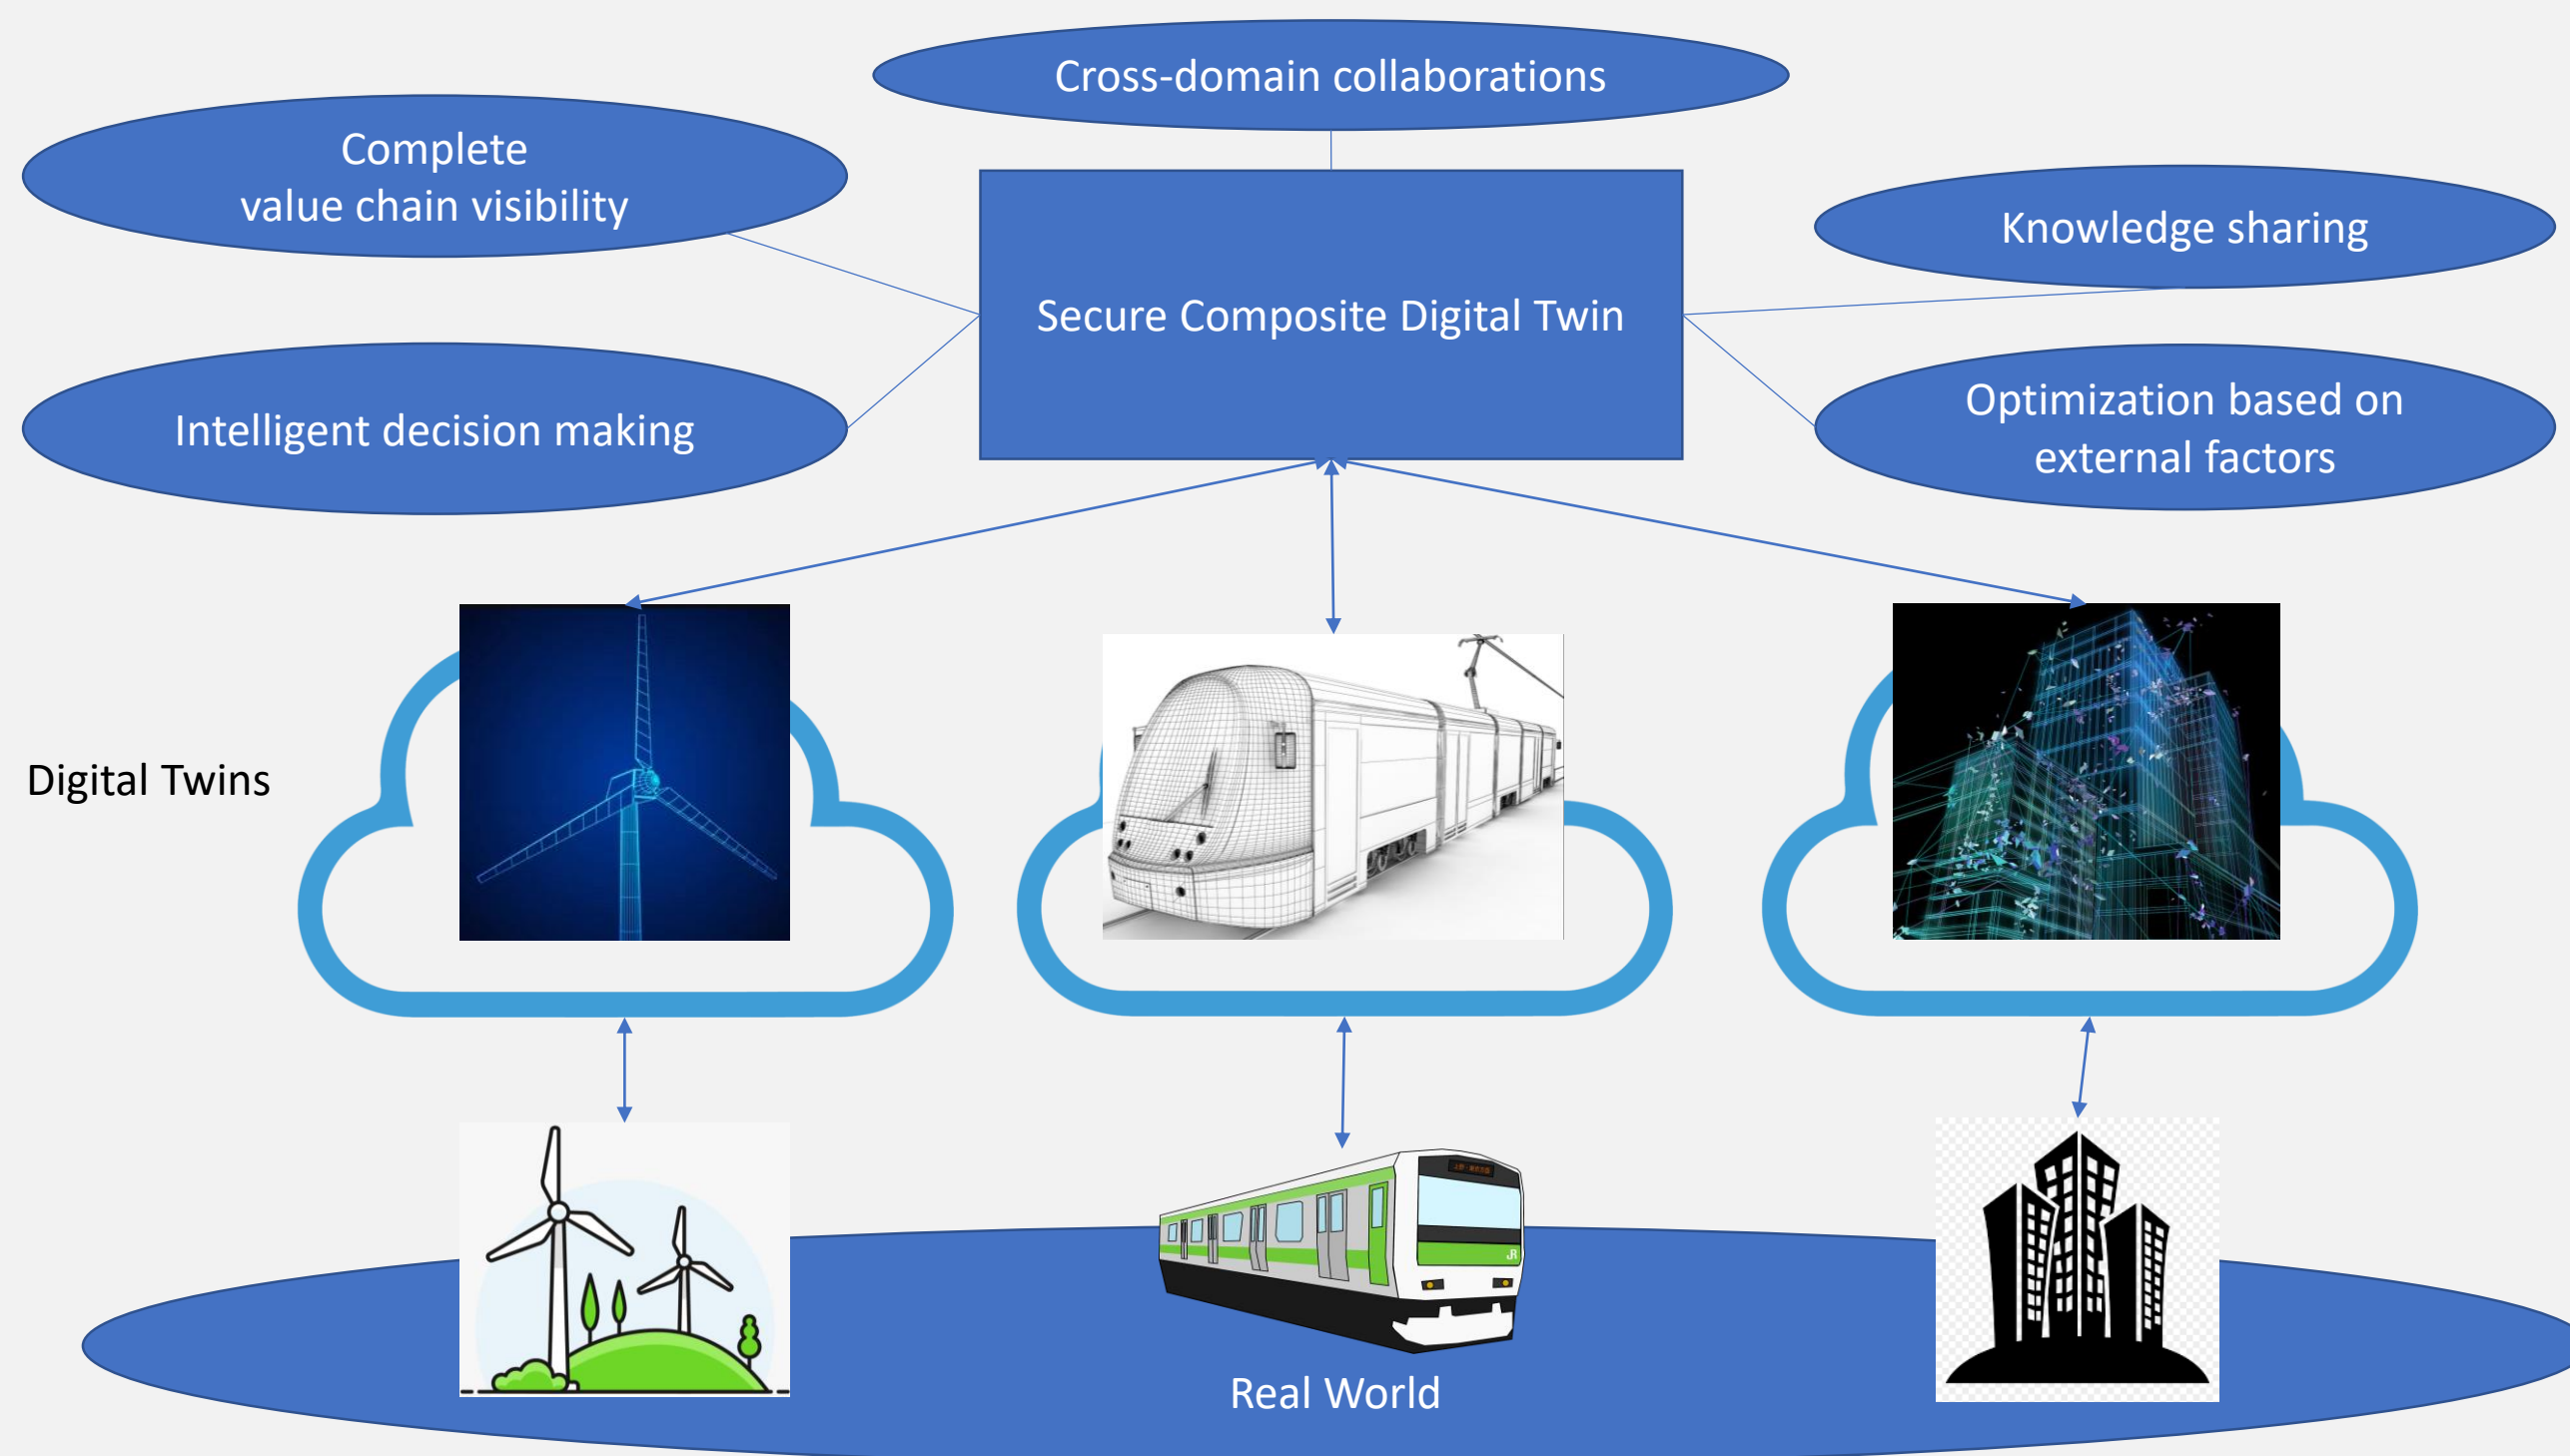 Cross-domain collaborations
Complete
value chain visibility
Knowledge sharing
Secure Composite Digital Twin
Intelligent decision making
Optimization based on
external factors
Digital Twins
JR
Real World